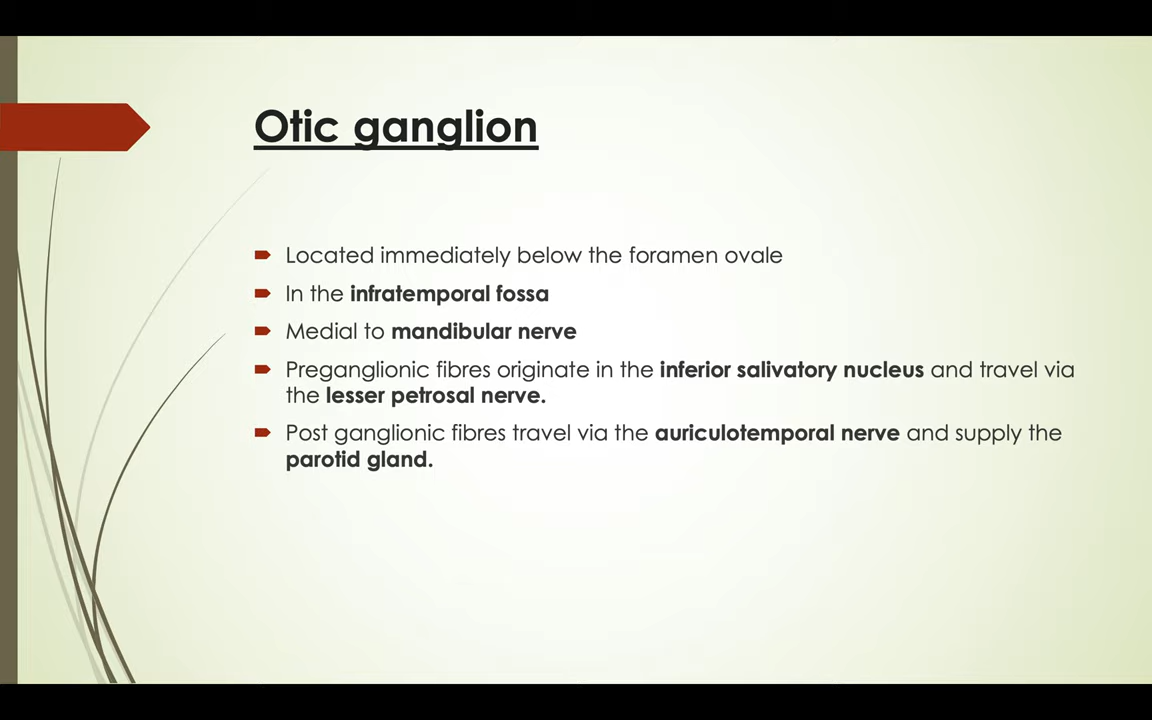 Otic ganglion
Located immediately below the foramen ovale
In the infratemporal fossa
Medial to mandibular nerve
Preganglionic fibres originate in the inferior salivatory nucleus and travel via
the lesser petrosal nerve.
Post ganglionic fibres travel via the auriculotemporal nerve and supply the
parotid gland.